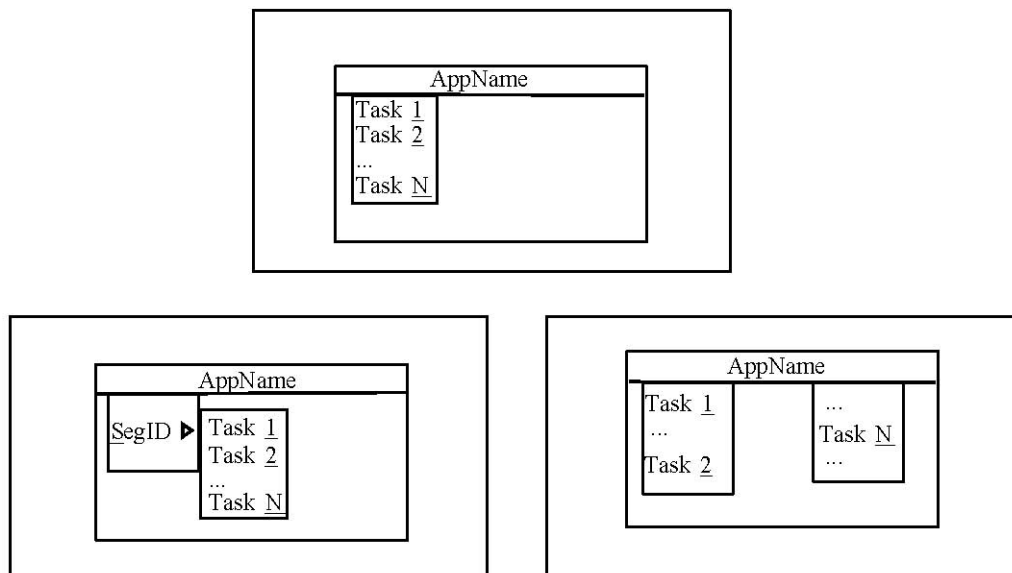 AppName
Task 1
Task 2
...
Task N
AppName
SegID
Task 1
Task 2
...
Task N
AppName
Task 1
...
Task 2
...
Task N
...